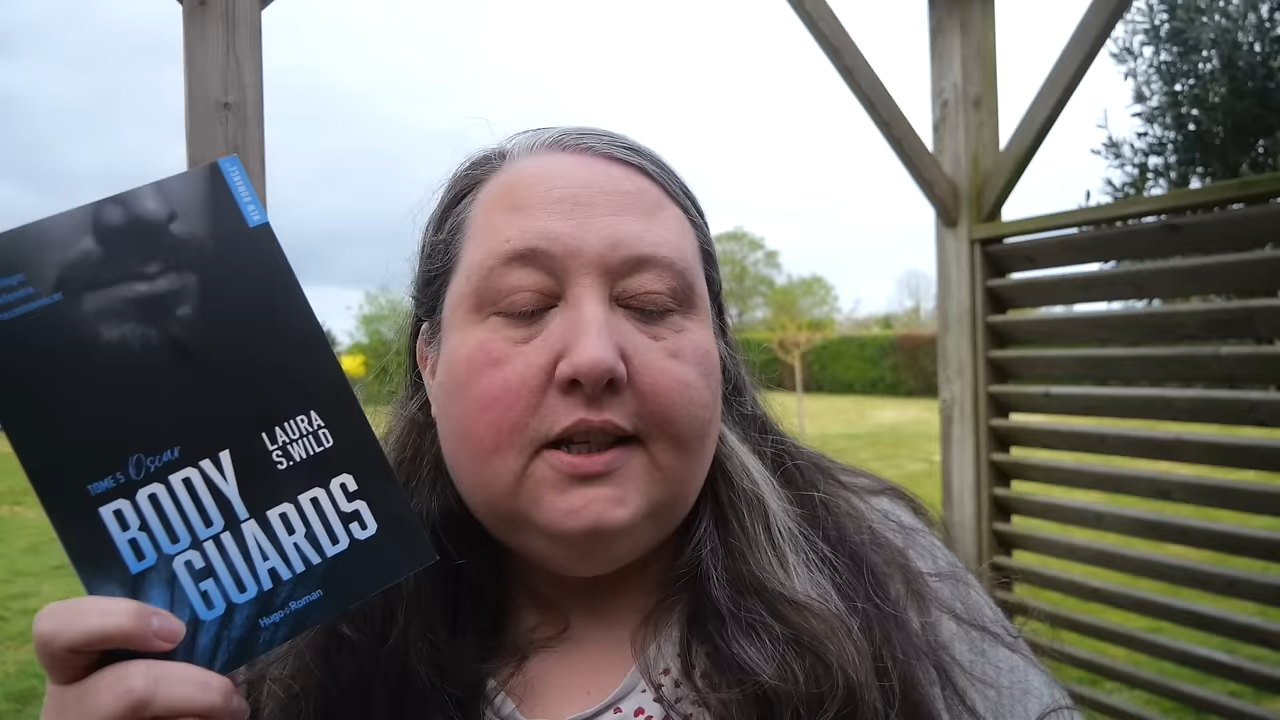 NEW ROMANCE
TOME 5 Oscar
LAURA
S.WILD
BODY
GUARDS
Hugo Roman